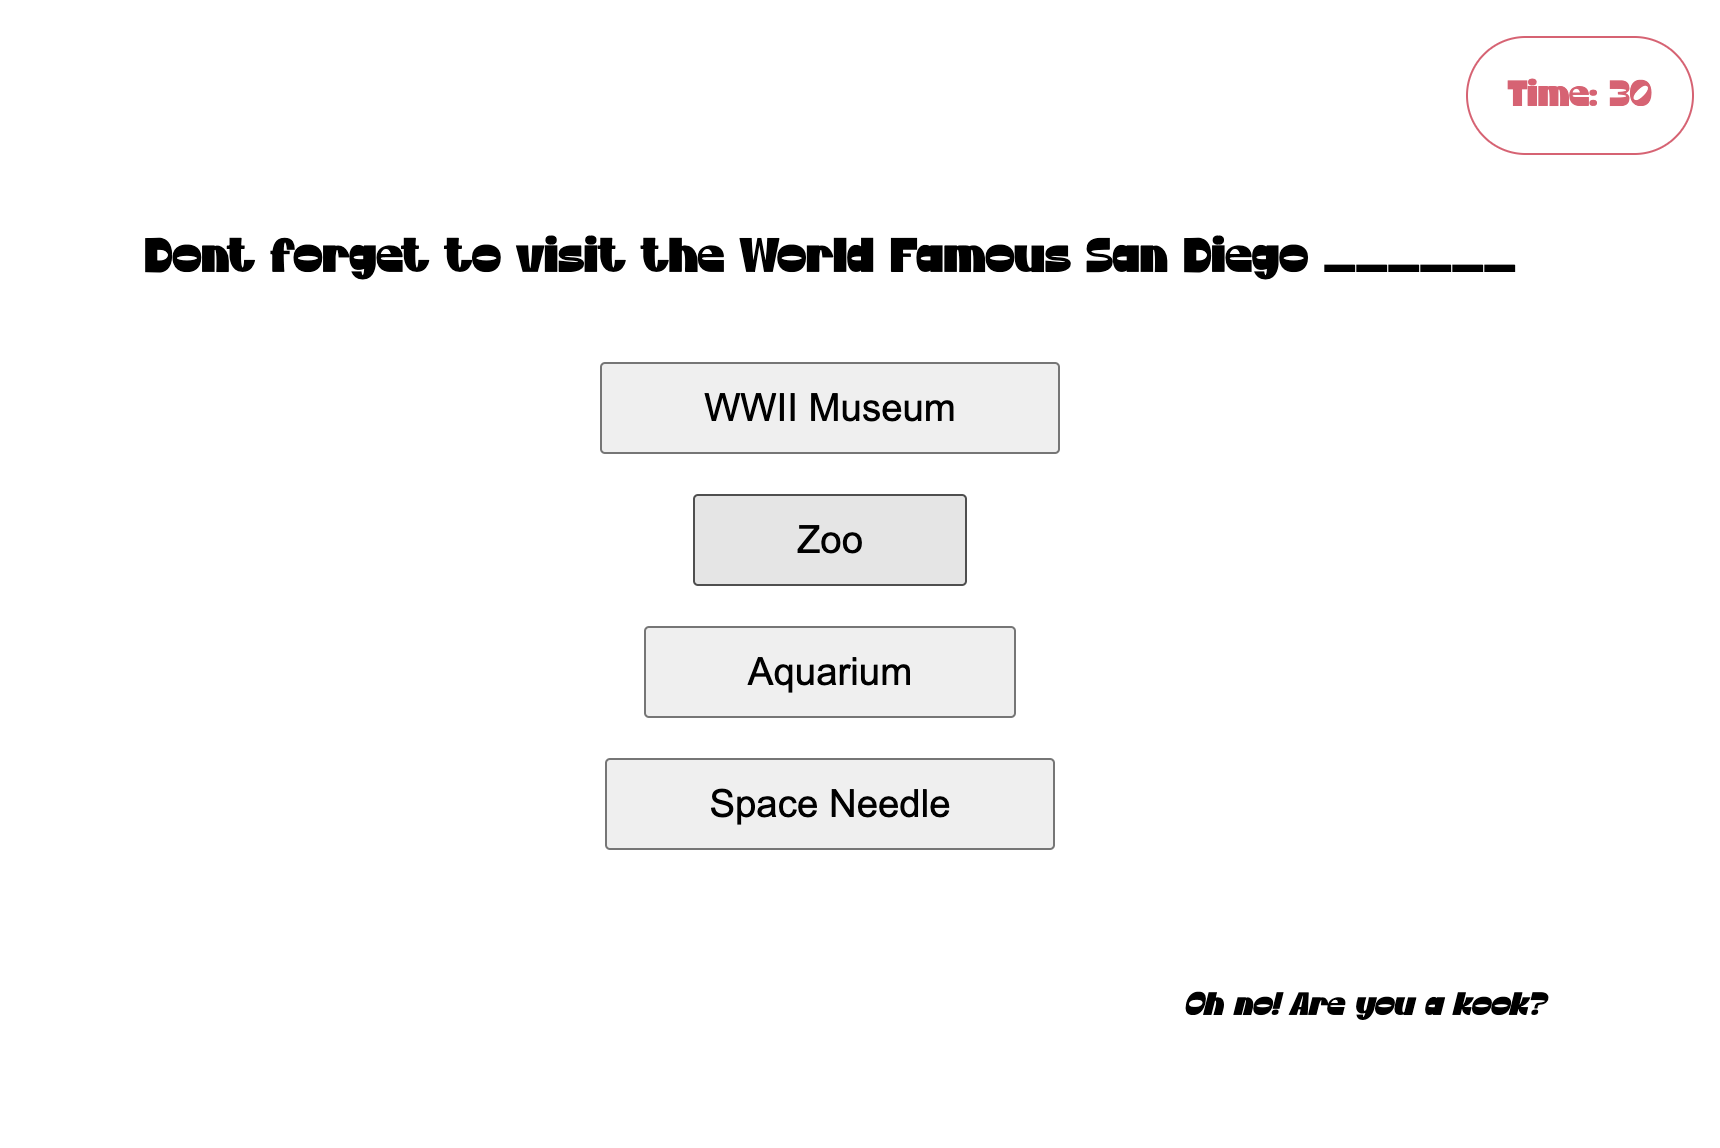 Time: 30
Dont forget to visit the World Famous San Diego ______
WWII Museum
Zoo
Aquarium
Space Needle
Oh no! Are you a kook?